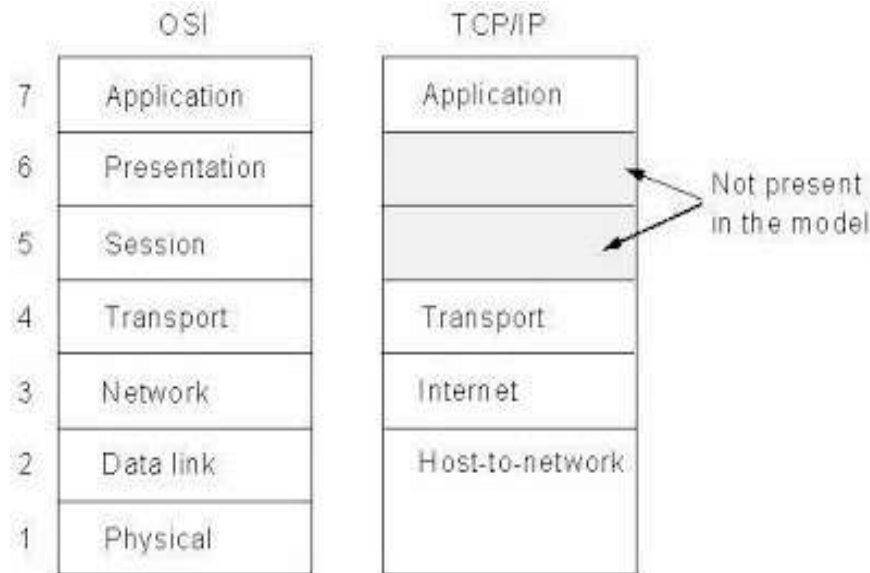 OSI TCP/IP
7 Application Application
6 Presentation
Not present
in the model
5 Session
4 Transport Transport
3 Network Internet
2 Data link Host-to-network
1 Physical